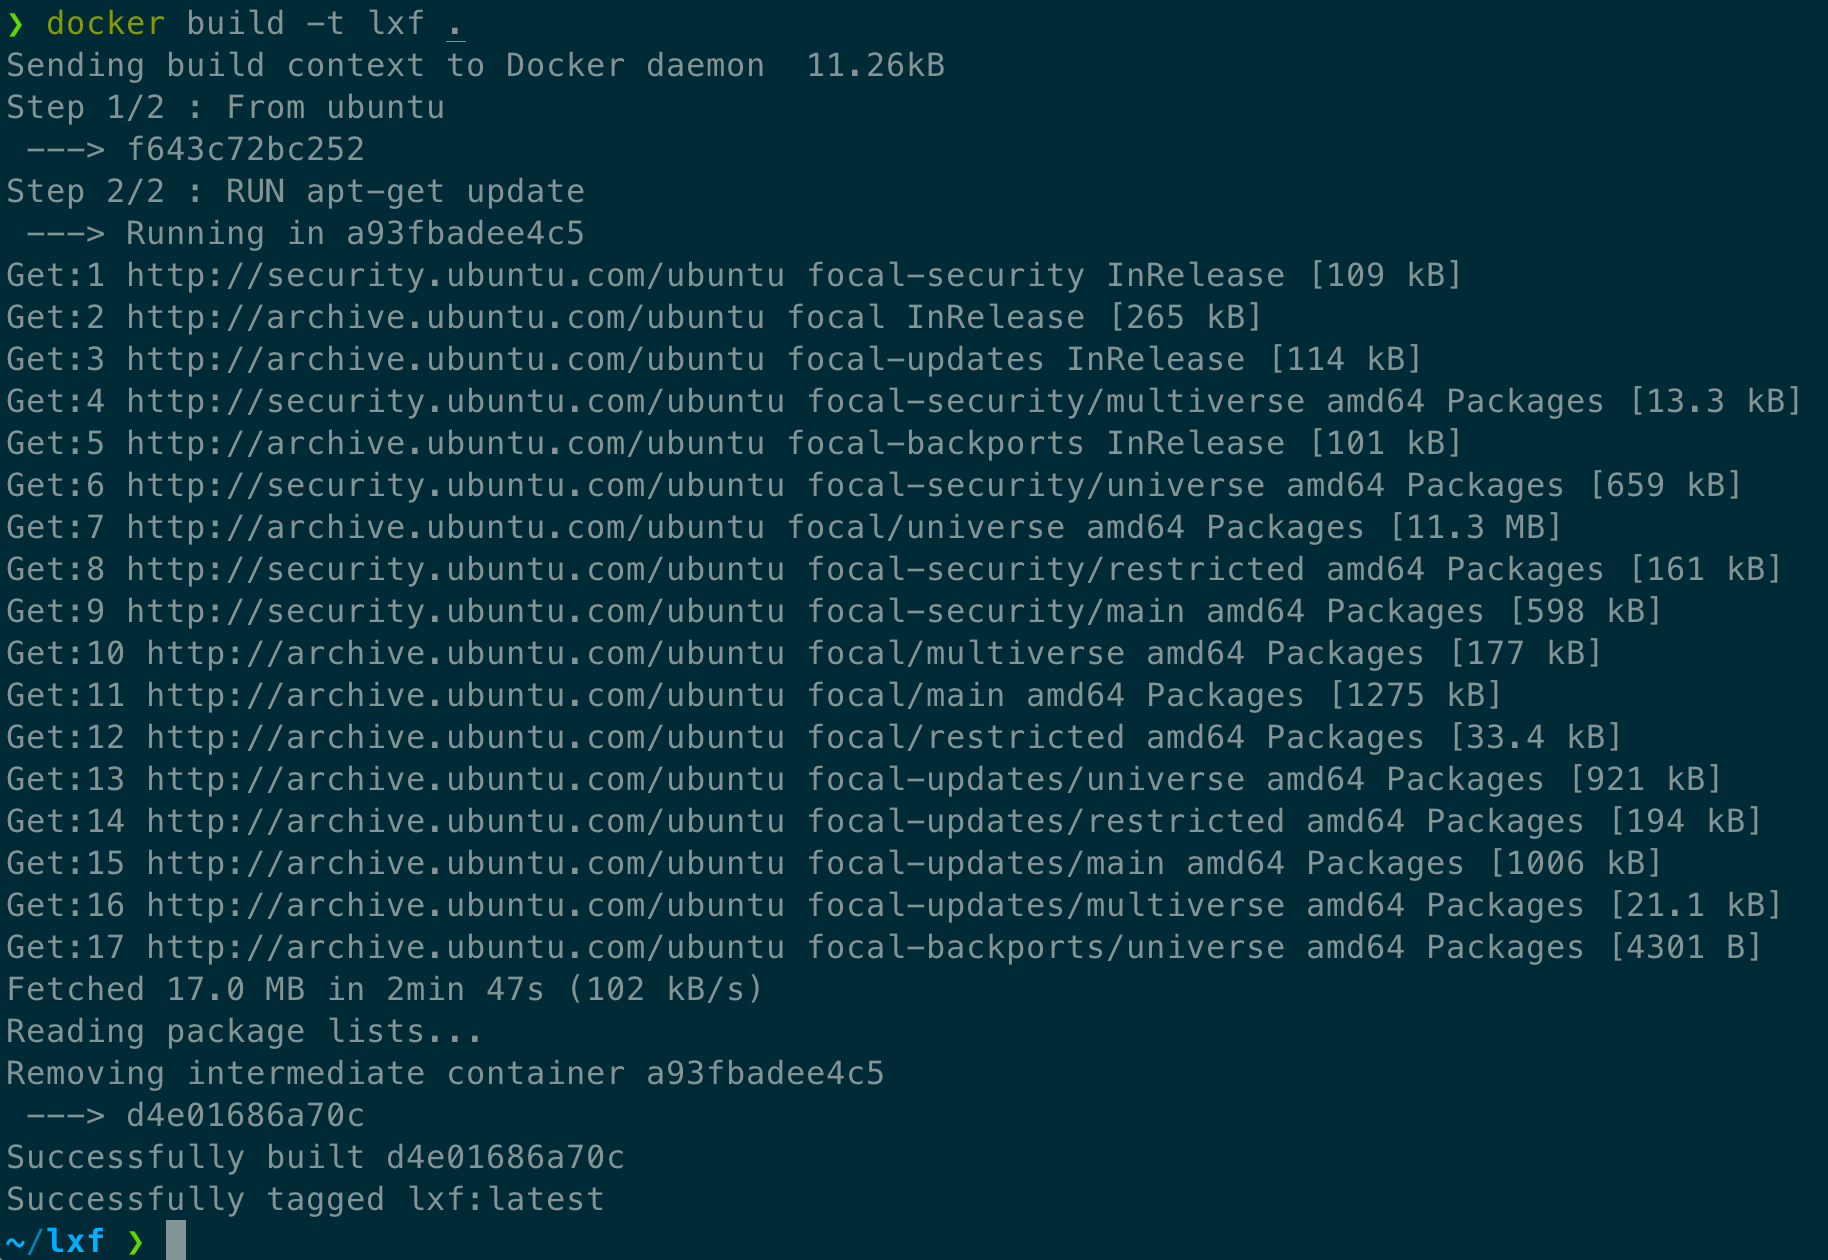 ❯ docker build -t lxf .
Sending build context to Docker daemon  11.26kB
Step 1/2 : From ubuntu
 ---> f643c72bc252
Step 2/2 : RUN apt-get update
 ---> Running in a93fbadee4c5
Get:1 http://security.ubuntu.com/ubuntu focal-security InRelease [109 kB]
Get:2 http://archive.ubuntu.com/ubuntu focal InRelease [265 kB]
Get:3 http://archive.ubuntu.com/ubuntu focal-updates InRelease [114 kB]
Get:4 http://security.ubuntu.com/ubuntu focal-security/multiverse amd64 Packages [13.3 kB]
Get:5 http://archive.ubuntu.com/ubuntu focal-backports InRelease [101 kB]
Get:6 http://security.ubuntu.com/ubuntu focal-security/universe amd64 Packages [659 kB]
Get:7 http://archive.ubuntu.com/ubuntu focal/universe amd64 Packages [11.3 MB]
Get:8 http://security.ubuntu.com/ubuntu focal-security/restricted amd64 Packages [161 kB]
Get:9 http://security.ubuntu.com/ubuntu focal-security/main amd64 Packages [598 kB]
Get:10 http://archive.ubuntu.com/ubuntu focal/multiverse amd64 Packages [177 kB]
Get:11 http://archive.ubuntu.com/ubuntu focal/main amd64 Packages [1275 kB]
Get:12 http://archive.ubuntu.com/ubuntu focal/restricted amd64 Packages [33.4 kB]
Get:13 http://archive.ubuntu.com/ubuntu focal-updates/universe amd64 Packages [921 kB]
Get:14 http://archive.ubuntu.com/ubuntu focal-updates/restricted amd64 Packages [194 kB]
Get:15 http://archive.ubuntu.com/ubuntu focal-updates/main amd64 Packages [1006 kB]
Get:16 http://archive.ubuntu.com/ubuntu focal-updates/multiverse amd64 Packages [21.1 kB]
Get:17 http://archive.ubuntu.com/ubuntu focal-backports/universe amd64 Packages [4301 B]
Fetched 17.0 MB in 2min 47s (102 kB/s)
Reading package lists...
Removing intermediate container a93fbadee4c5
 ---> d4e01686a70c
Successfully built d4e01686a70c
Successfully tagged lxf:latest
~/lxf ❯